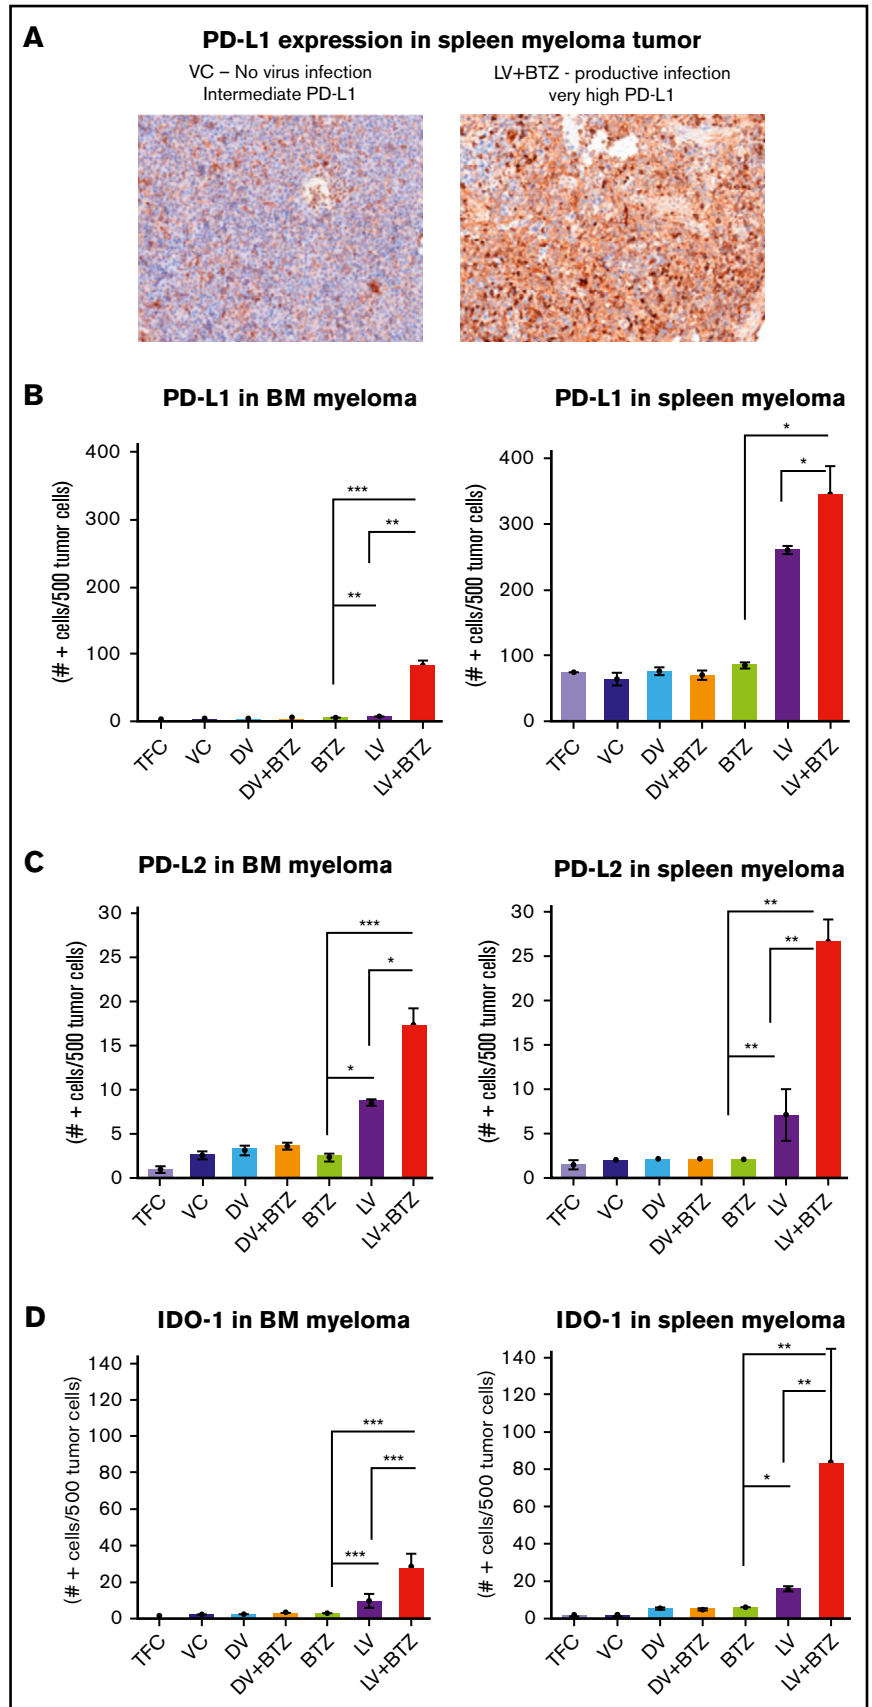 A
PD-L1 expression in spleen myeloma tumor
VC – No virus infection
Intermediate PD-L1
LV+BTZ - productive infection
very high PD-L1
B
PD-L1 in BM myeloma
(# + cells/500 tumor cells)
400
300
200
100
0
***
**
**
TFC
VC
DV
DV+BTZ
BTZ
LV
LV+BTZ
PD-L1 in spleen myeloma
(# + cells/500 tumor cells)
400
300
200
100
0
*
*
TFC
VC
DV
DV+BTZ
BTZ
LV
LV+BTZ
C
PD-L2 in BM myeloma
(# + cells/500 tumor cells)
30
25
20
15
10
5
0
***
*
*
TFC
VC
DV
DV+BTZ
BTZ
LV
LV+BTZ
PD-L2 in spleen myeloma
(# + cells/500 tumor cells)
30
25
20
15
10
5
0
**
**
**
TFC
VC
DV
DV+BTZ
BTZ
LV
LV+BTZ
D
IDO-1 in BM myeloma
(# + cells/500 tumor cells)
140
120
100
80
60
40
20
0
***
***
***
TFC
VC
DV
DV+BTZ
BTZ
LV
LV+BTZ
IDO-1 in spleen myeloma
(# + cells/500 tumor cells)
140
120
100
80
60
40
20
0
**
**
*
TFC
VC
DV
DV+BTZ
BTZ
LV
LV+BTZ